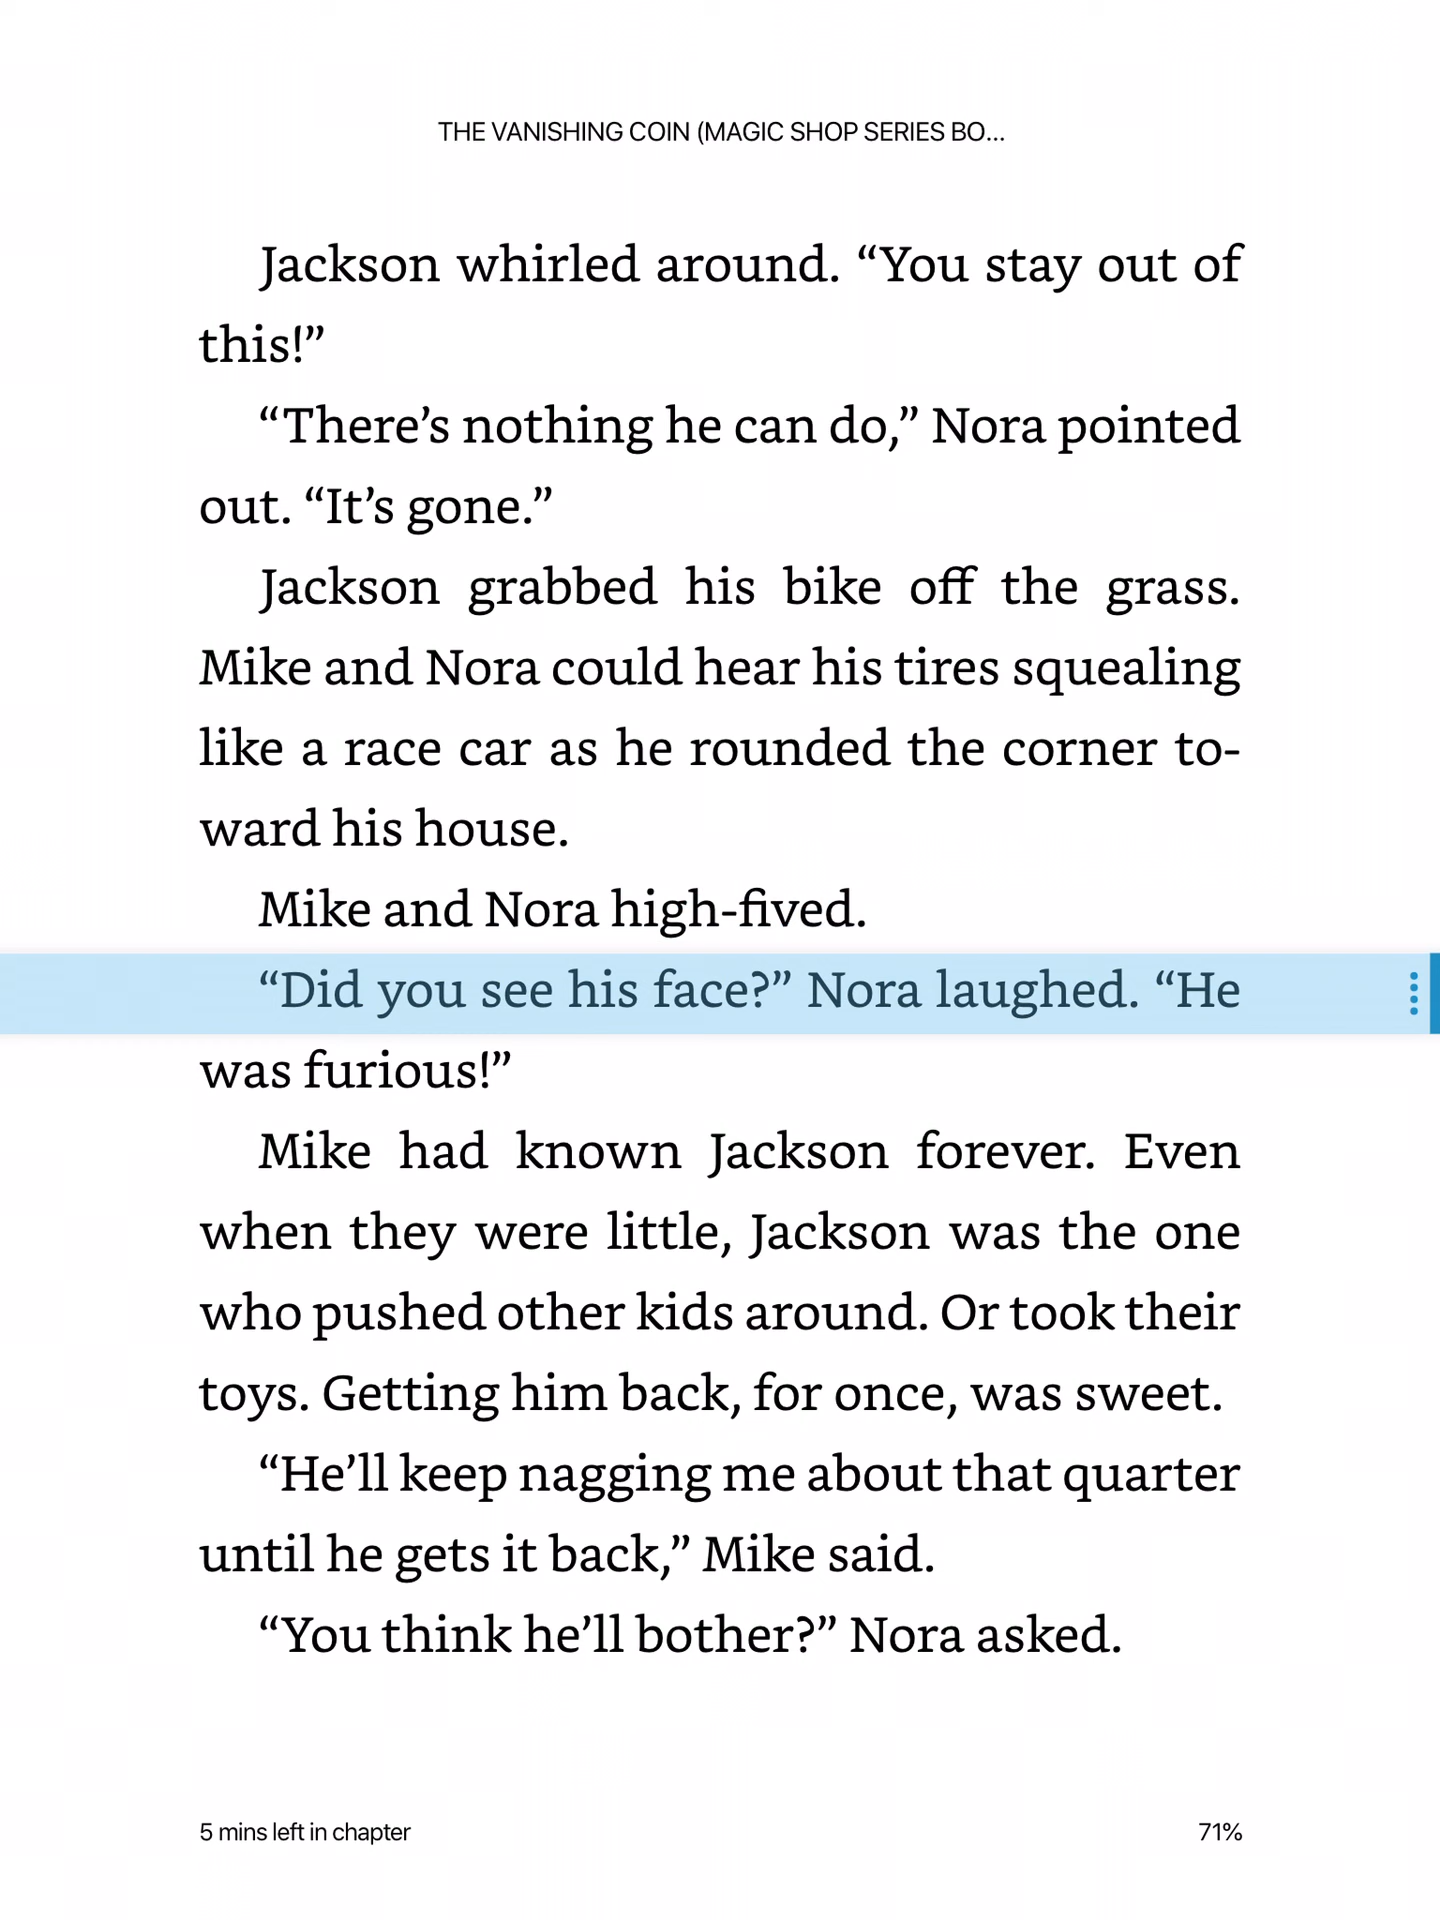 THE VANISHING COIN (MAGIC SHOP SERIES BO...
Jackson whirled around. “You stay out of
this!”
“There’s nothing he can do,” Nora pointed
out. “It’s gone.”
Jackson grabbed his bike off the grass.
Mike and Nora could hear his tires squealing
like a race car as he rounded the corner to-
ward his house.
Mike and Nora high-fived.
“Did you see his face?” Nora laughed. “He
was furious!”
Mike had known Jackson forever. Even
when they were little, Jackson was the one
who pushed other kids around. Or took their
toys. Getting him back, for once, was sweet.
“He’ll keep nagging me about that quarter
until he gets it back,” Mike said.
“You think he’ll bother?” Nora asked.
5 mins left in chapter
71%